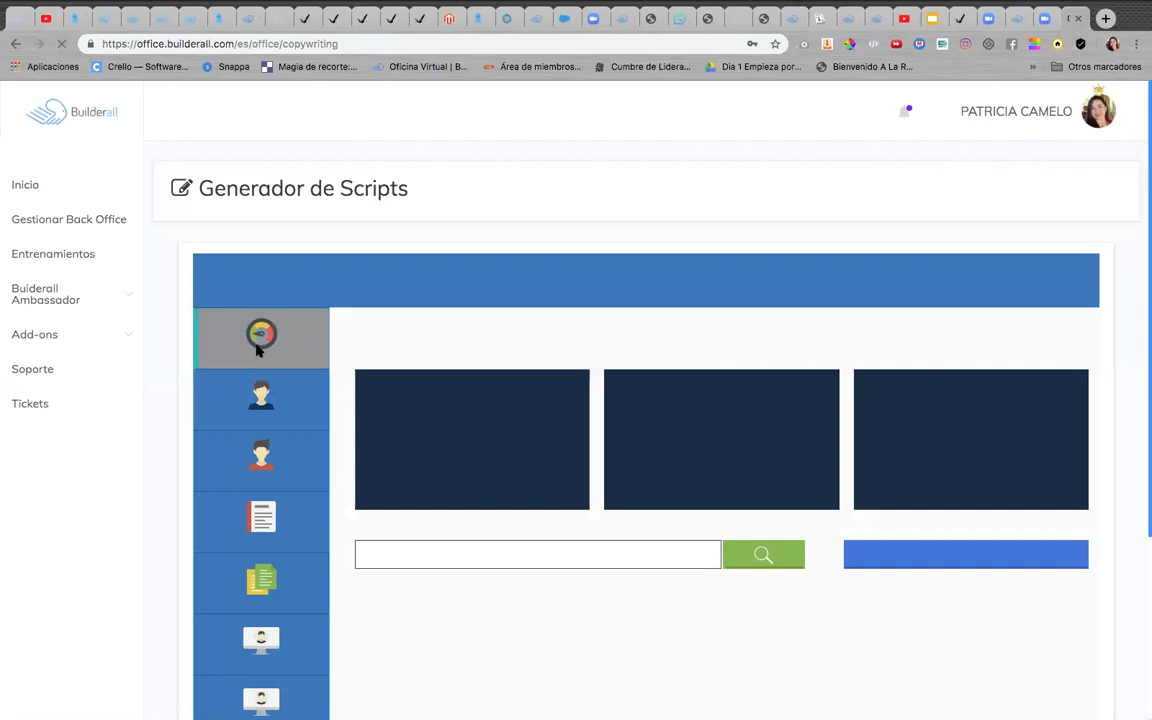 https://office.builderall.com/es/office/copywriting
Aplicaciones
Crello — Software...
Snappa
Magia de recorte:...
Oficina Virtual | B...
Área de miembros...
Cumbre de Lidera...
Dia 1 Empieza por...
Bienvenido A La R...
»
Otros marcadores
Builderall
PATRICIA CAMELO
Inicio
Gestionar Back Office
Entrenamientos
Buiderall
Ambassador
Add-ons
Soporte
Tickets
Generador de Scripts